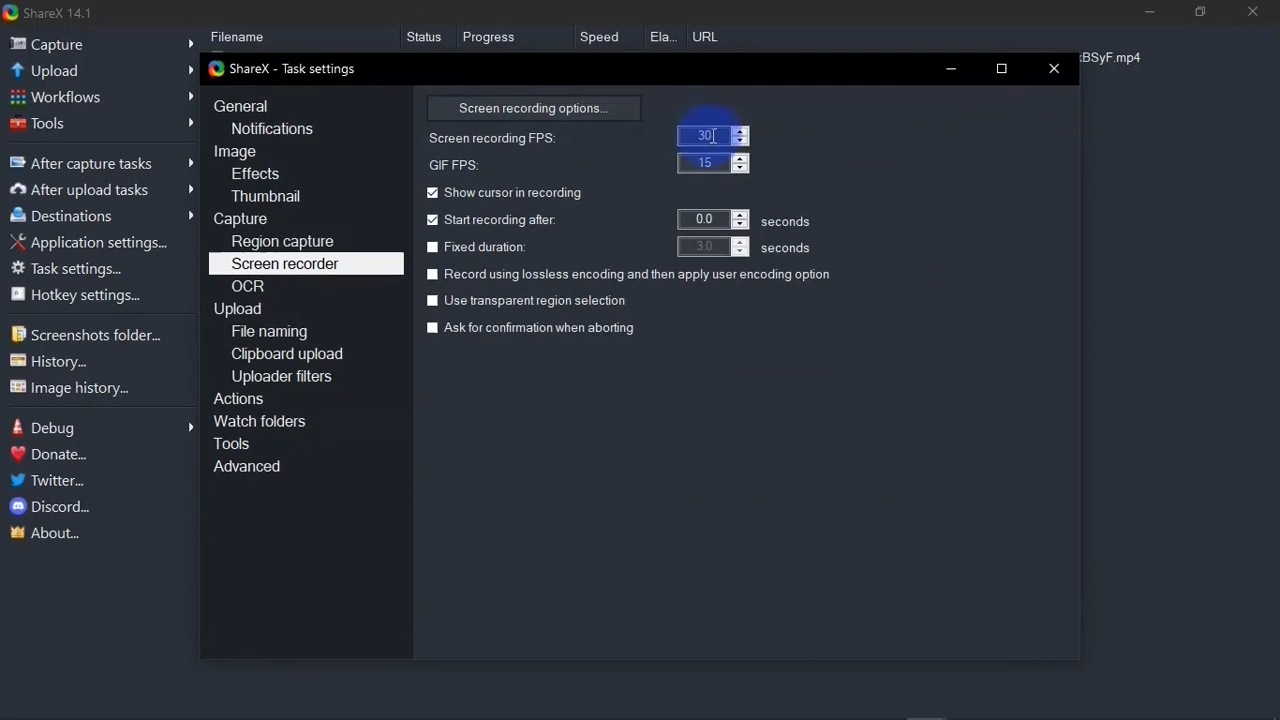 ShareX 14.1
Filename Status Progress Speed Ela... URL
Capture
Upload
Workflows
Tools
After capture tasks
After upload tasks
Destinations
Application settings...
Task settings...
Hotkey settings...
Screenshots folder...
History...
Image history...
Debug
Donate...
Twitter...
Discord...
About...
BSyF.mp4
ShareX - Task settings
General
Notifications
Image
Effects
Thumbnail
Capture
Region capture
Screen recorder
OCR
Upload
File naming
Clipboard upload
Uploader filters
Actions
Watch folders
Tools
Advanced
Screen recording options...
Screen recording FPS: 30
GIF FPS: 15
Show cursor in recording
Start recording after: 0.0 seconds
Fixed duration: 3.0 seconds
Record using lossless encoding and then apply user encoding option
Use transparent region selection
Ask for confirmation when aborting